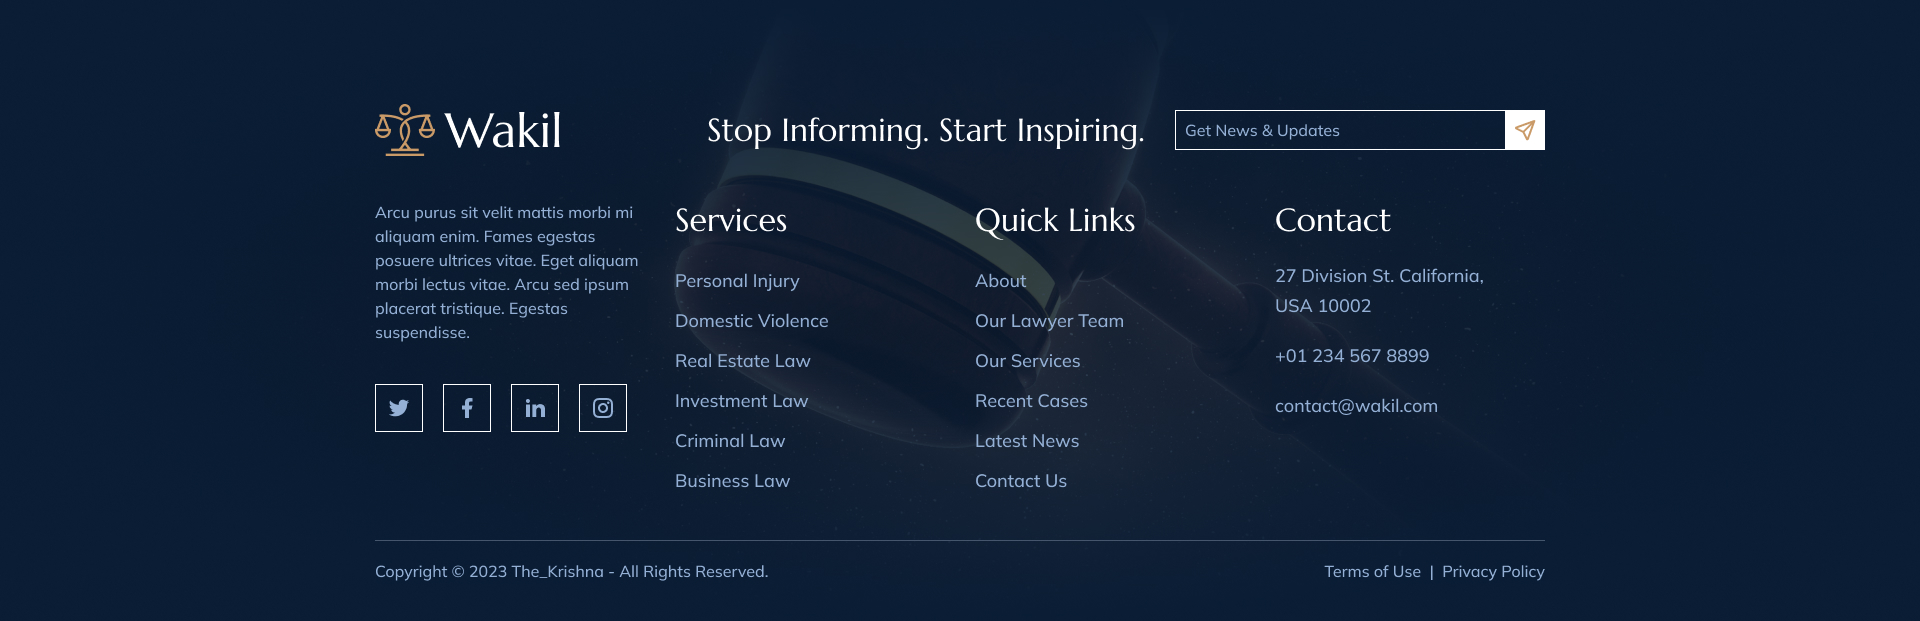 Wakil
Stop Informing. Start Inspiring.
Get News & Updates
Arcu purus sit velit mattis morbi mi
aliquam enim. Fames egestas
posuere ultrices vitae. Eget aliquam
morbi lectus vitae. Arcu sed ipsum
placerat tristique. Egestas
suspendisse.
Services
Personal Injury
Domestic Violence
Real Estate Law
Investment Law
Criminal Law
Business Law
Quick Links
About
Our Lawyer Team
Our Services
Recent Cases
Latest News
Contact Us
Contact
27 Division St. California,
USA 10002
+01 234 567 8899
contact@wakil.com
Copyright © 2023 The_Krishna - All Rights Reserved.
Terms of Use | Privacy Policy